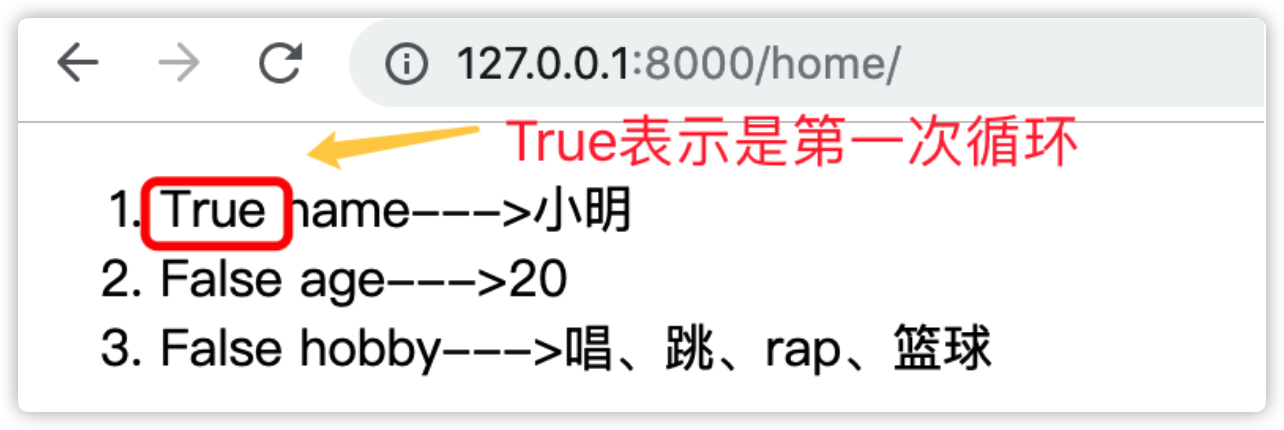 127.0.0.1:8000/home/
True表示是第一次循环
1. True name--->小明
2. False age--->20
3. False hobby--->唱、跳、rap、篮球